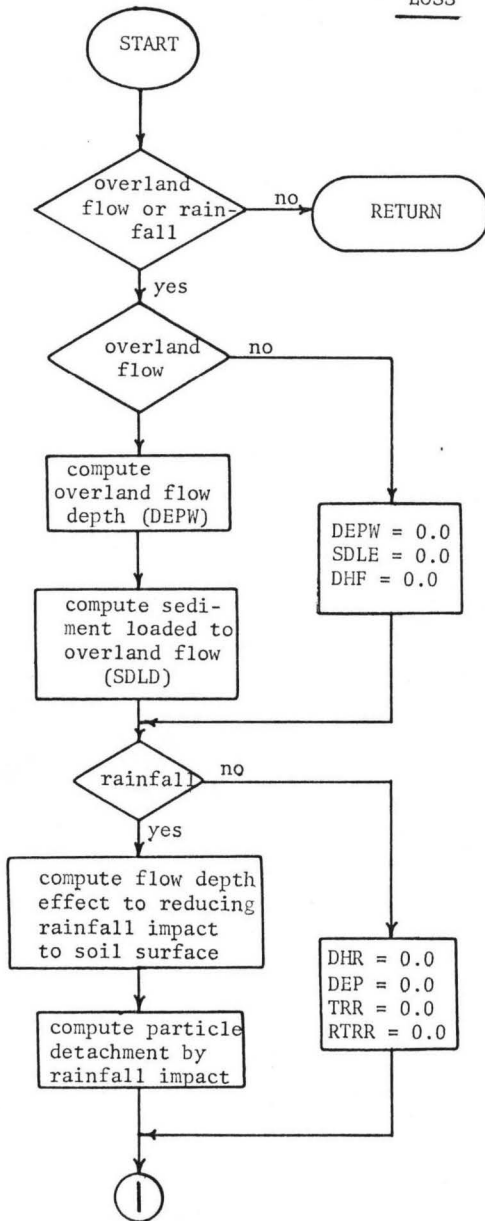 LOSS
START
overland
flow or rain-
fall
no
RETURN
yes
overland
flow
no
compute
overland flow
depth (DEPW)
DEPW = 0.0
SDLE = 0.0
DHF = 0.0
compute sedi-
ment loaded to
overland flow
(SDLD)
rainfall
no
yes
compute flow depth
effect to reducing
rainfall impact
to soil surface
DHR = 0.0
DEP = 0.0
TRR = 0.0
RTRR = 0.0
compute particle
detachment by
rainfall impact